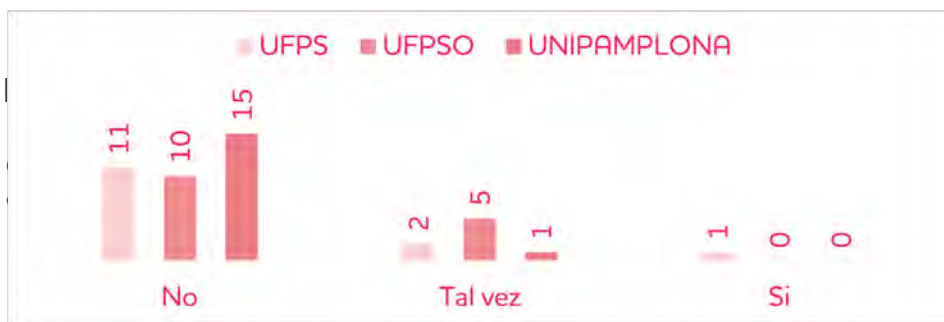 UFPS UFPSO UNIPAMPLONA
11 10 15
2 5 1
1 0 0
No Tal vez Si